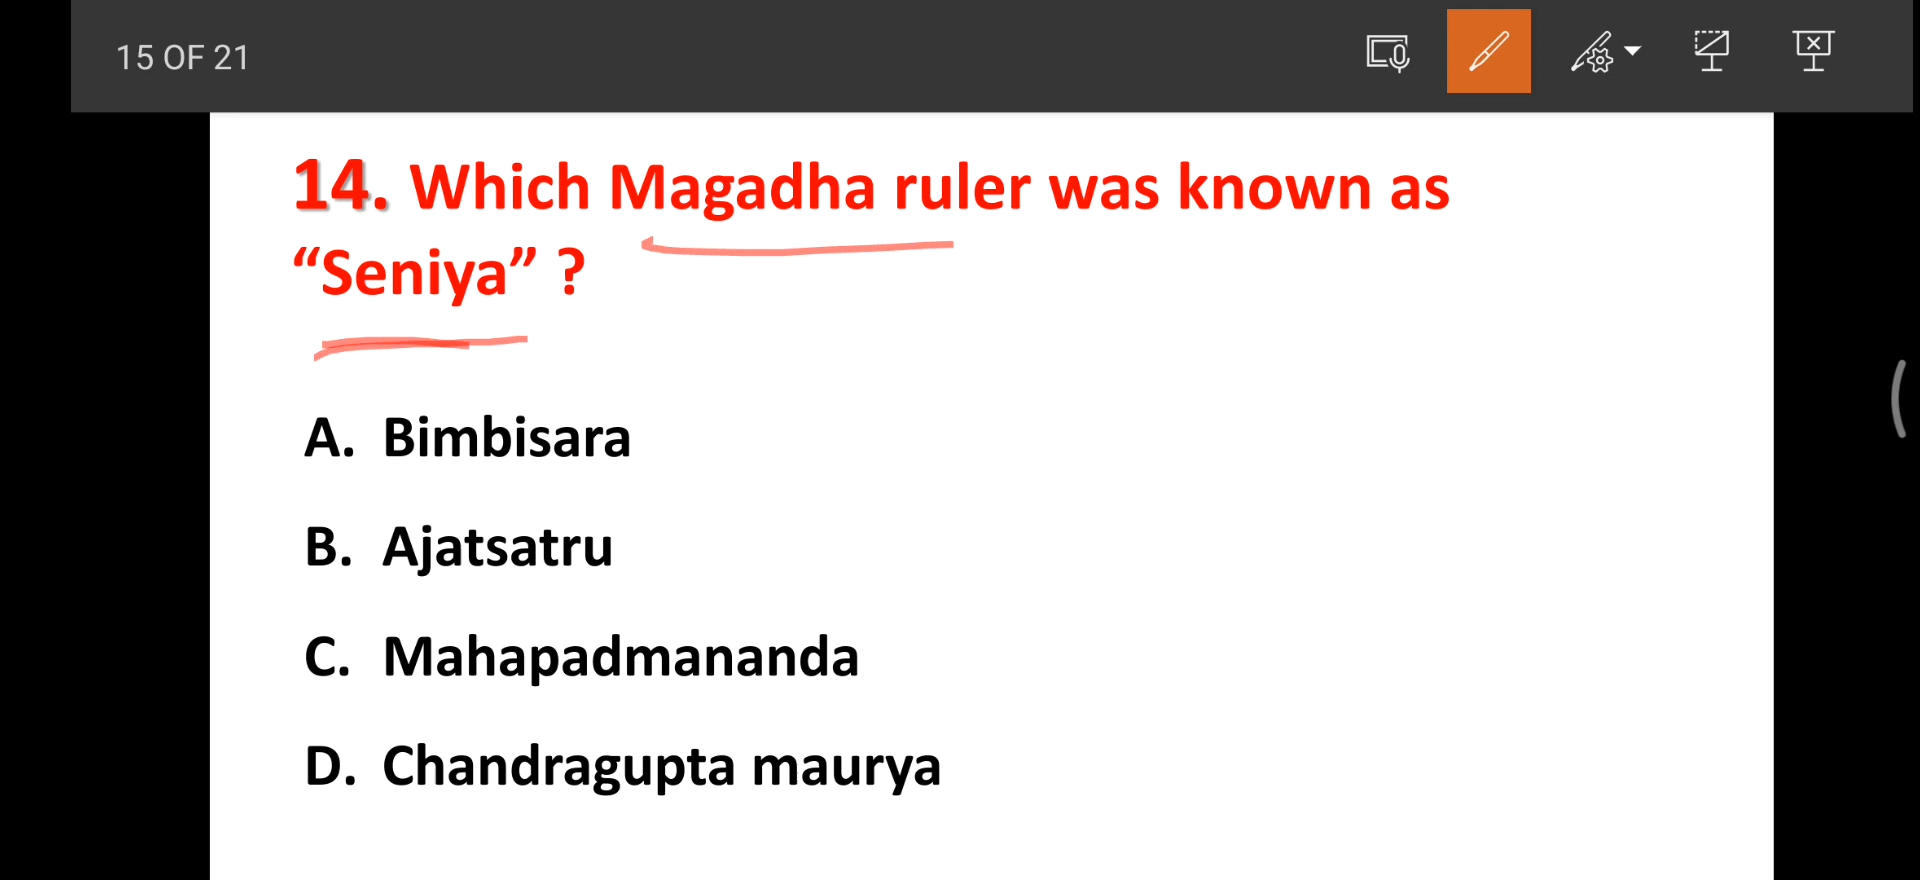 15 OF 21
14. Which Magadha ruler was known as
“Seniya” ?
A. Bimbisara
B. Ajatsatru
C. Mahapadmananda
D. Chandragupta maurya